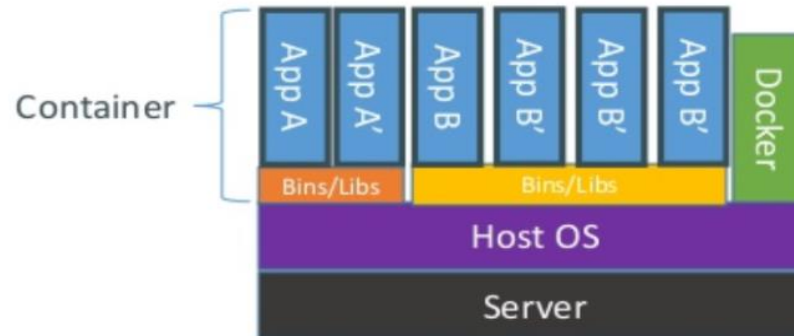 Container
App A
App A’
App B
App B’
App B’
App B’
Docker
Bins/Libs
Bins/Libs
Host OS
Server